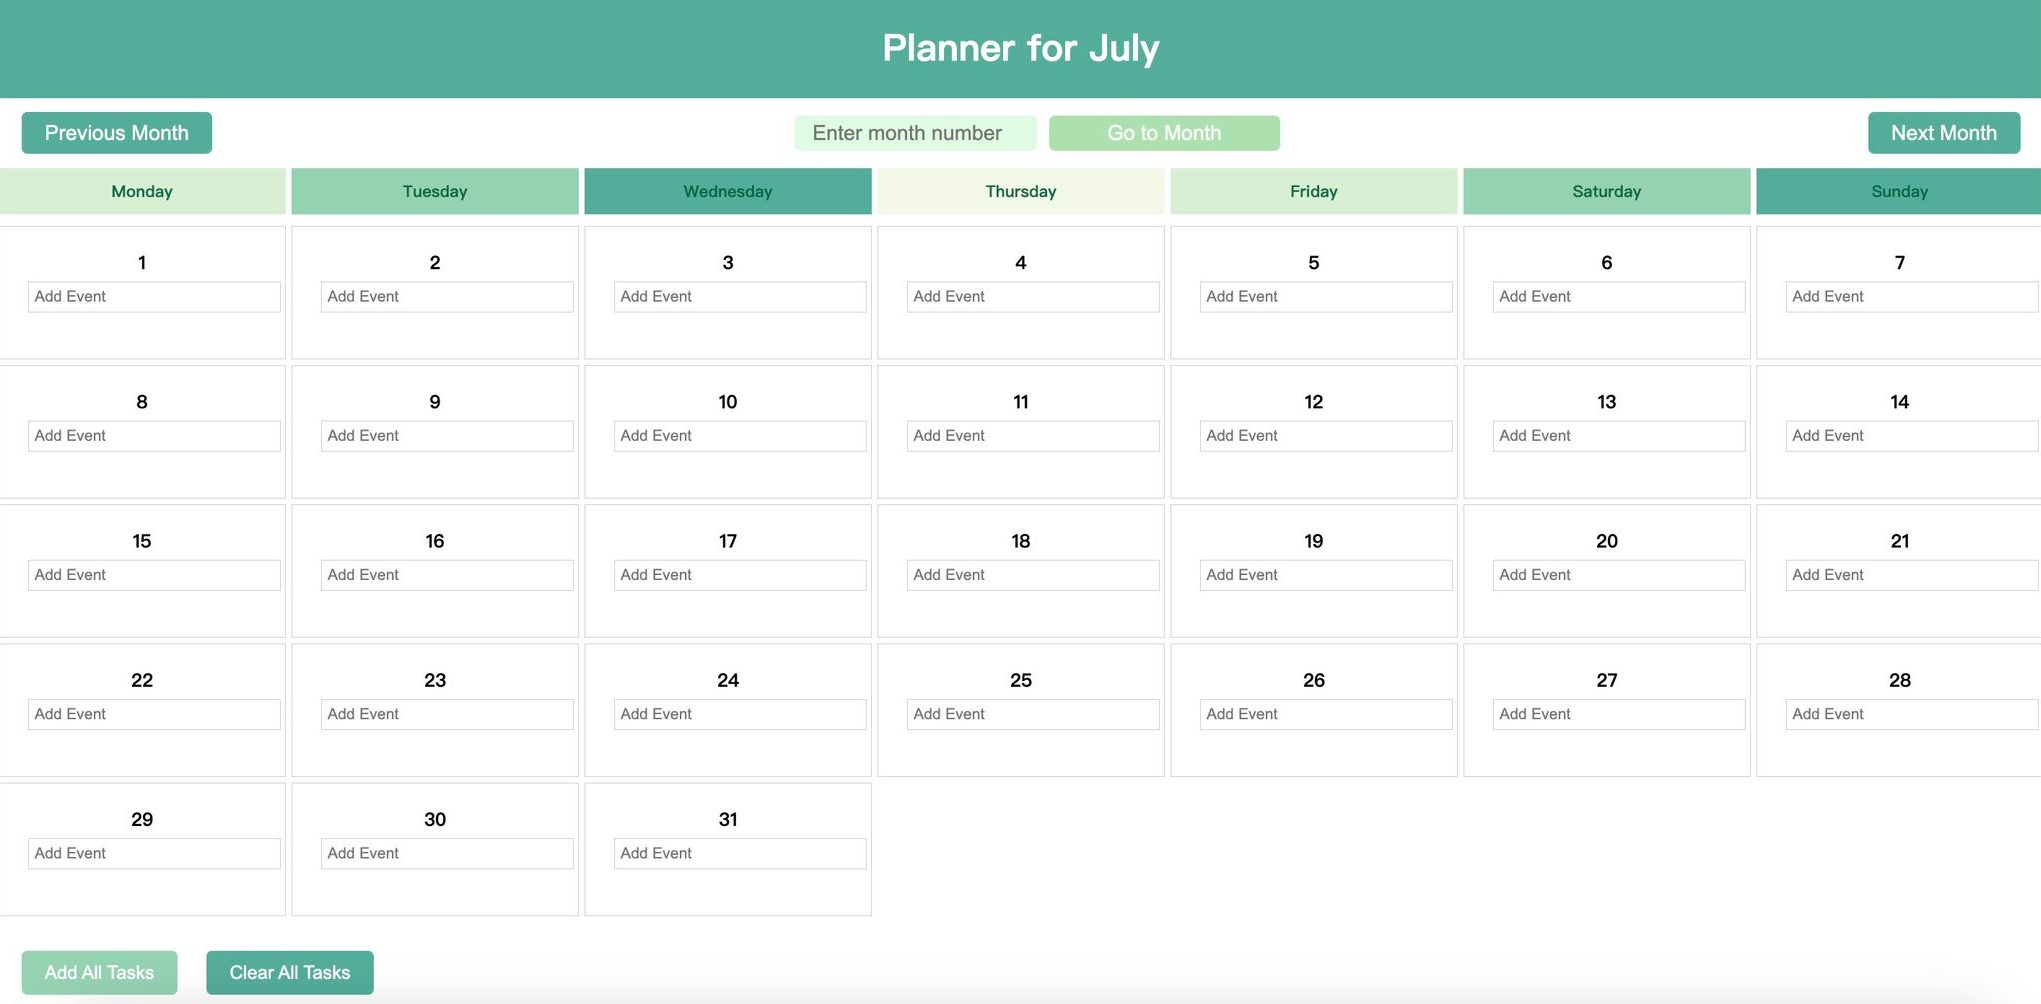 Planner for July
Previous Month Enter month number Go to Month Next Month
Monday Tuesday Wednesday Thursday Friday Saturday Sunday
1 2 3 4 5 6 7
Add Event Add Event Add Event Add Event Add Event Add Event Add Event
8 9 10 11 12 13 14
Add Event Add Event Add Event Add Event Add Event Add Event Add Event
15 16 17 18 19 20 21
Add Event Add Event Add Event Add Event Add Event Add Event Add Event
22 23 24 25 26 27 28
Add Event Add Event Add Event Add Event Add Event Add Event Add Event
29 30 31
Add Event Add Event Add Event
Add All Tasks Clear All Tasks